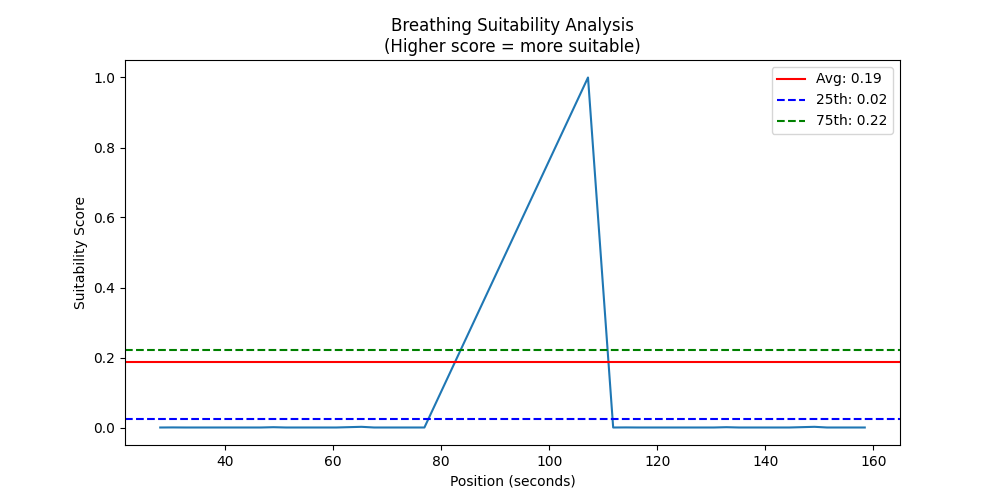 Breathing Suitability Analysis
(Higher score = more suitable)
Avg: 0.19
25th: 0.02
75th: 0.22
1.0
0.8
0.6
0.4
0.2
0.0
Suitability Score
40 60 80 100 120 140 160
Position (seconds)